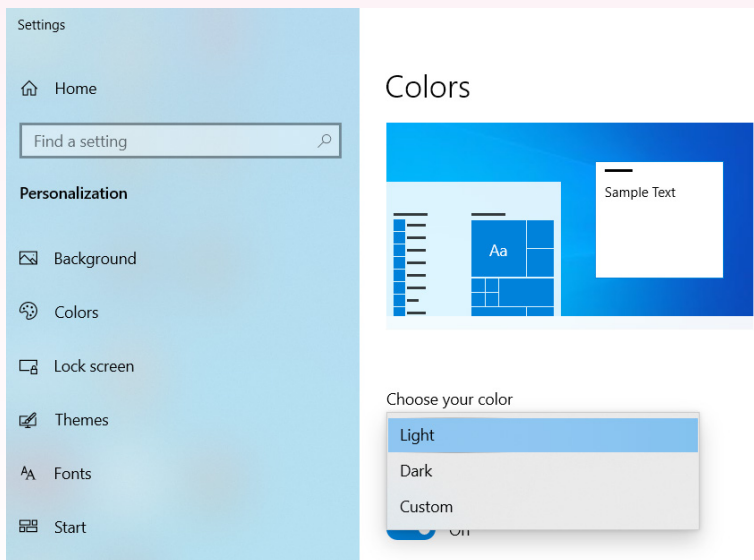 Settings
Home
Find a setting
Personalization
Background
Colors
Lock screen
Themes
Fonts
Start
Colors
Sample Text
Aa
Choose your color
Light
Dark
Custom